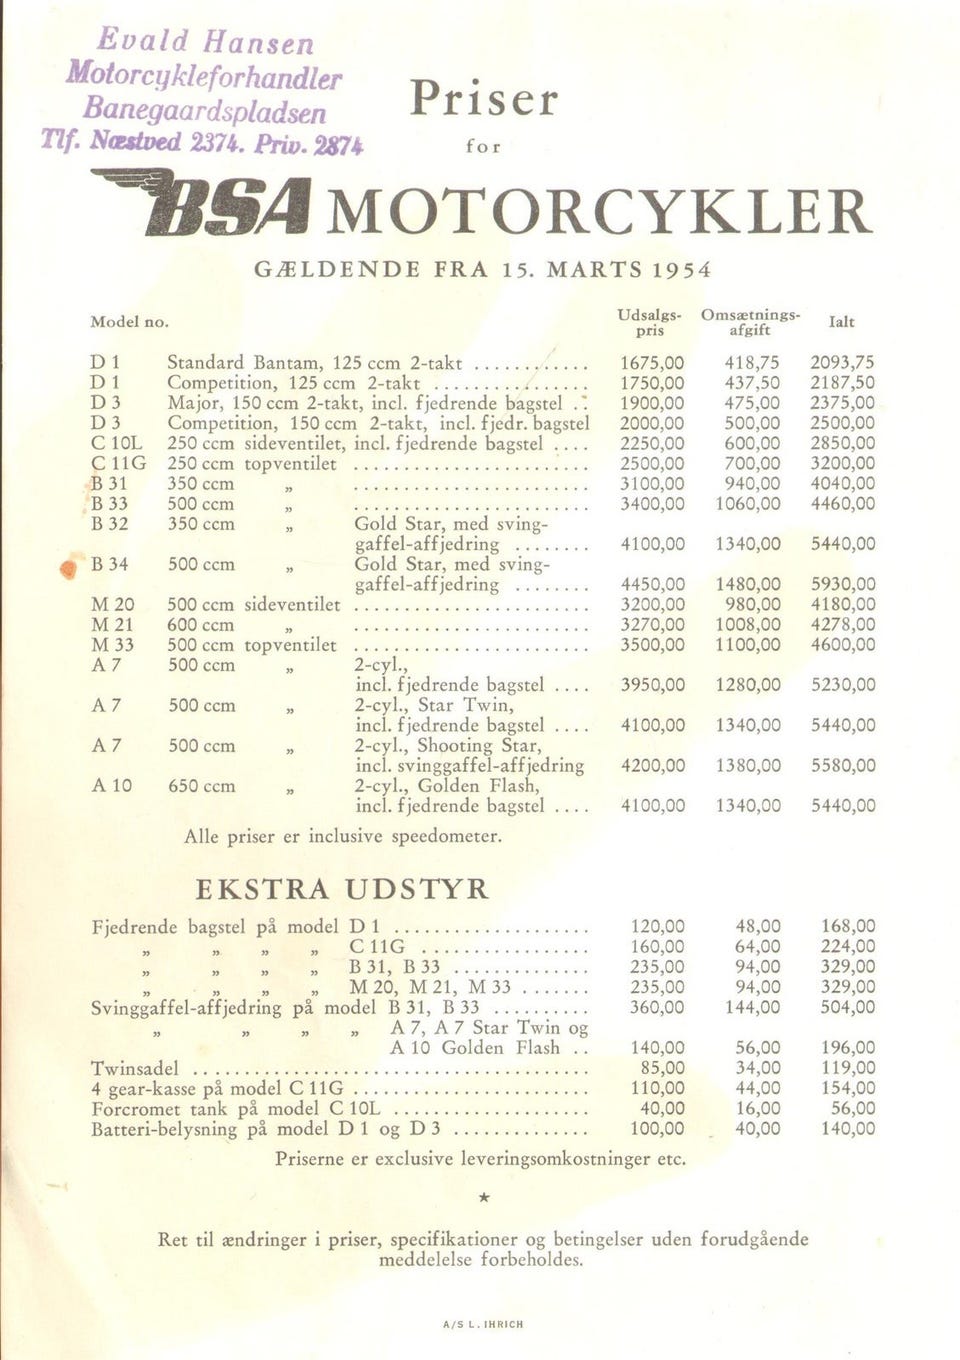 Evald Hansen
Motorcykleforhandler
Banegaardspladsen
Tlf. Næstved 2374. Priv. 2874
Priser
for
BSA MOTORCYKLER
GÆLDENDE FRA 15. MARTS 1954
Model no. Udsalgs- pris Omsætnings- afgift Ialt
D 1 Standard Bantam, 125 ccm 2-takt ............ 1675,00 418,75 2093,75
D 1 Competition, 125 ccm 2-takt ................ 1750,00 437,50 2187,50
D 3 Major, 150 ccm 2-takt, incl. fjedrende bagstel .. 1900,00 475,00 2375,00
D 3 Competition, 150 ccm 2-takt, incl. fjedr. bagstel 2000,00 500,00 2500,00
C 10L 250 ccm sideventilet, incl. fjedrende bagstel .... 2250,00 600,00 2850,00
C 11G 250 ccm topventilet ........................ 2500,00 700,00 3200,00
B 31 350 ccm „ ........................ 3100,00 940,00 4040,00
B 33 500 ccm „ ........................ 3400,00 1060,00 4460,00
B 32 350 ccm „ Gold Star, med sving-
gaffel-affjedring ........ 4100,00 1340,00 5440,00
B 34 500 ccm „ Gold Star, med sving-
gaffel-affjedring ........ 4450,00 1480,00 5930,00
M 20 500 ccm sideventilet ........................ 3200,00 980,00 4180,00
M 21 600 ccm „ ........................ 3270,00 1008,00 4278,00
M 33 500 ccm topventilet ........................ 3500,00 1100,00 4600,00
A 7 500 ccm „ 2-cyl.,
incl. fjedrende bagstel .... 3950,00 1280,00 5230,00
A 7 500 ccm „ 2-cyl., Star Twin,
incl. fjedrende bagstel .... 4100,00 1340,00 5440,00
A 7 500 ccm „ 2-cyl., Shooting Star,
incl. svinggaffel-affjedring 4200,00 1380,00 5580,00
A 10 650 ccm „ 2-cyl., Golden Flash,
incl. fjedrende bagstel .... 4100,00 1340,00 5440,00
Alle priser er inclusive speedometer.
EKSTRA UDSTYR
Fjedrende bagstel på model D 1 .................... 120,00 48,00 168,00
„ „ „ „ C 11G ................. 160,00 64,00 224,00
„ „ „ „ B 31, B 33 .............. 235,00 94,00 329,00
„ „ „ „ M 20, M 21, M 33 ....... 235,00 94,00 329,00
Svinggaffel-affjedring på model B 31, B 33 .......... 360,00 144,00 504,00
„ „ „ „ A 7, A 7 Star Twin og
A 10 Golden Flash .. 140,00 56,00 196,00
Twinsadel ........................................ 85,00 34,00 119,00
4 gear-kasse på model C 11G ........................ 110,00 44,00 154,00
Forcromet tank på model C 10L .................... 40,00 16,00 56,00
Batteri-belysning på model D 1 og D 3 .............. 100,00 40,00 140,00
Priserne er exclusive leveringsomkostninger etc.
★
Ret til ændringer i priser, specifikationer og betingelser uden forudgående
meddelelse forbeholdes.
A/S L. IHRICH